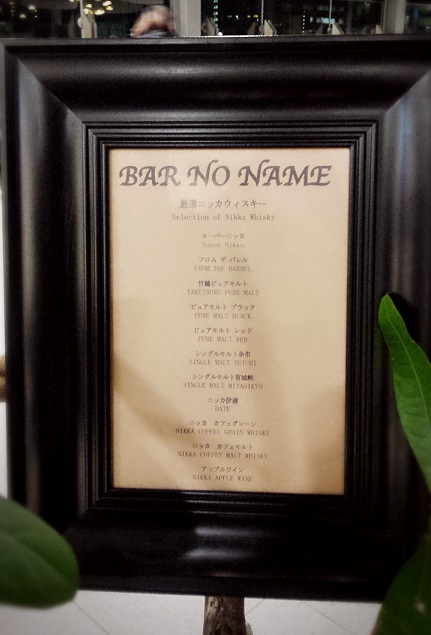 BAR NO NAME
厳選ニッカウィスキー
Selection of Nikka Whisky
スーパーニッカ
Super Nikka
フロム ザ バレル
FROM THE BARREL
竹鶴ピュアモルト
TAKETSURU PURE MALT
ピュアモルト ブラック
PURE MALT BLACK
ピュアモルト レッド
PURE MALT RED
シングルモルト余市
SINGLE MALT YOICHI
シングルモルト宮城峡
SINGLE MALT MIYAGIKYO
ニッカ伊達
DATE
ニッカ カフェグレーン
NIKKA COFFEY GRAIN WHISKY
ニッカ カフェモルト
NIKKA COFFEY MALT WHISKY
アップルワイン
NIKKA APPLE WINE